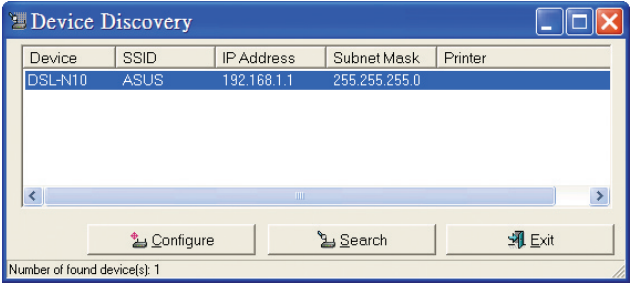 Device Discovery
Device SSID IP Address Subnet Mask Printer
DSL-N10 ASUS 192.168.1.1 255.255.255.0
Configure Search Exit
Number of found device(s): 1